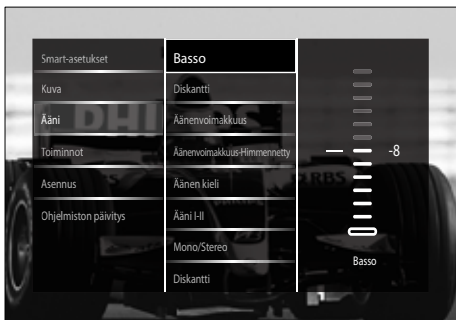 Smart-asetukset
Kuva
Ääni
Toiminnot
Asennus
Ohjelmiston päivitys
Basso
Diskantti
Äänenvoimakkuus
Äänenvoimakkuus-Himmennetty
Äänen kieli
Ääni I-II
Mono/Stereo
Diskantti
-8
Basso
RBS